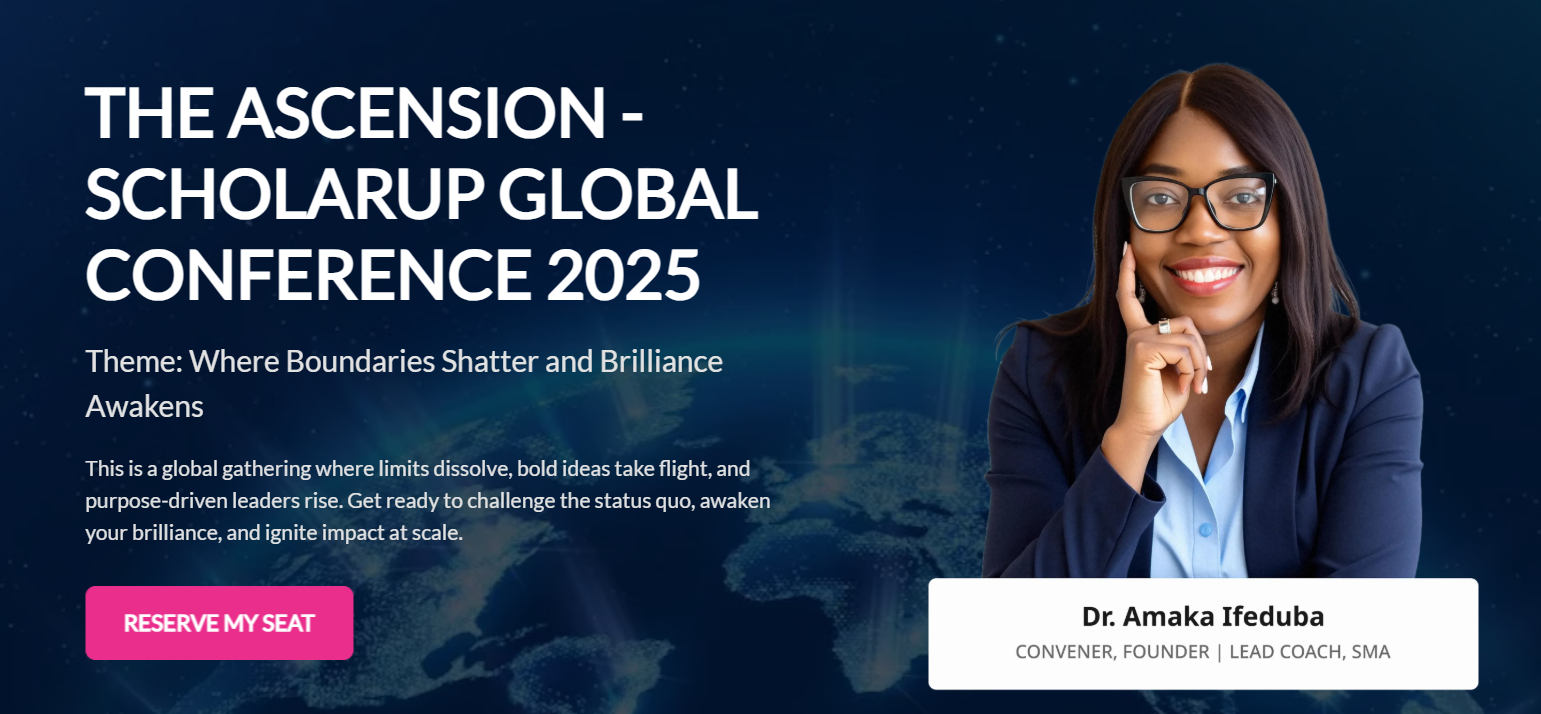 THE ASCENSION -
SCHOLARUP GLOBAL
CONFERENCE 2025
Theme: Where Boundaries Shatter and Brilliance
Awakens
This is a global gathering where limits dissolve, bold ideas take flight, and
purpose-driven leaders rise. Get ready to challenge the status quo, awaken
your brilliance, and ignite impact at scale.
RESERVE MY SEAT
Dr. Amaka Ifeduba
CONVENER, FOUNDER | LEAD COACH, SMA